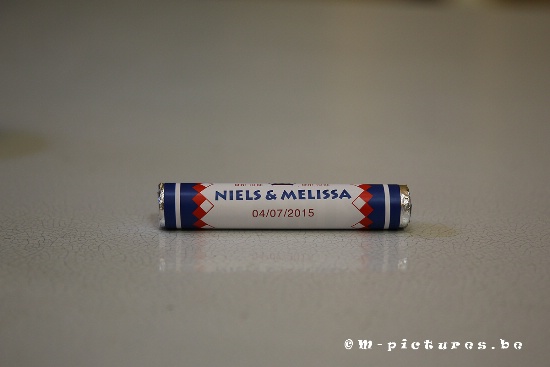 NIELS & MELISSA
04/07/2015
©M-pictures.be